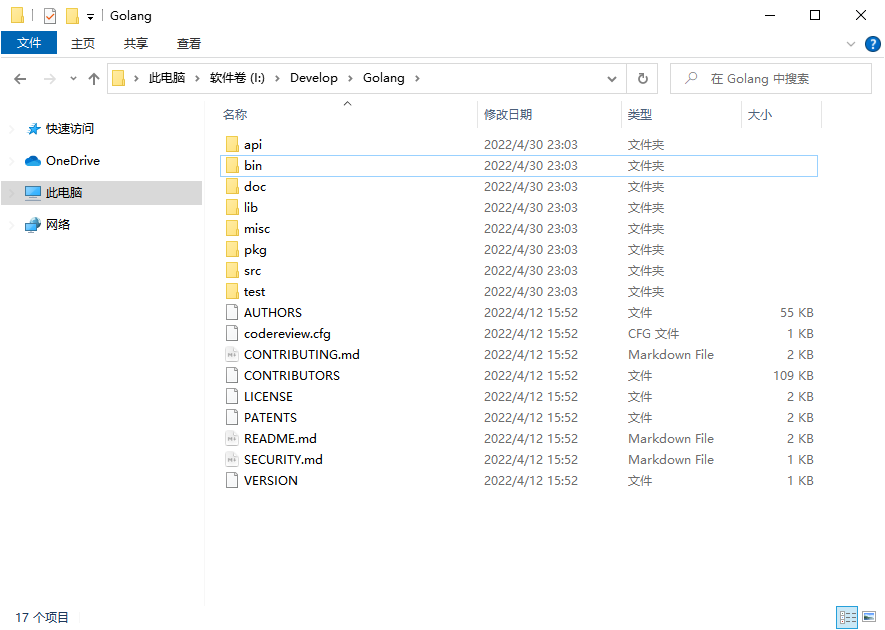 Golang
文件 主页 共享 查看
此电脑 软件卷 (I:) Develop Golang 在 Golang 中搜索
快速访问
OneDrive
此电脑
网络
名称 修改日期 类型 大小
api 2022/4/30 23:03 文件夹
bin 2022/4/30 23:03 文件夹
doc 2022/4/30 23:03 文件夹
lib 2022/4/30 23:03 文件夹
misc 2022/4/30 23:03 文件夹
pkg 2022/4/30 23:03 文件夹
src 2022/4/30 23:03 文件夹
test 2022/4/30 23:03 文件夹
AUTHORS 2022/4/12 15:52 文件 55 KB
codereview.cfg 2022/4/12 15:52 CFG 文件 1 KB
CONTRIBUTING.md 2022/4/12 15:52 Markdown File 2 KB
CONTRIBUTORS 2022/4/12 15:52 文件 109 KB
LICENSE 2022/4/12 15:52 文件 2 KB
PATENTS 2022/4/12 15:52 文件 2 KB
README.md 2022/4/12 15:52 Markdown File 2 KB
SECURITY.md 2022/4/12 15:52 Markdown File 1 KB
VERSION 2022/4/12 15:52 文件 1 KB
17 个项目